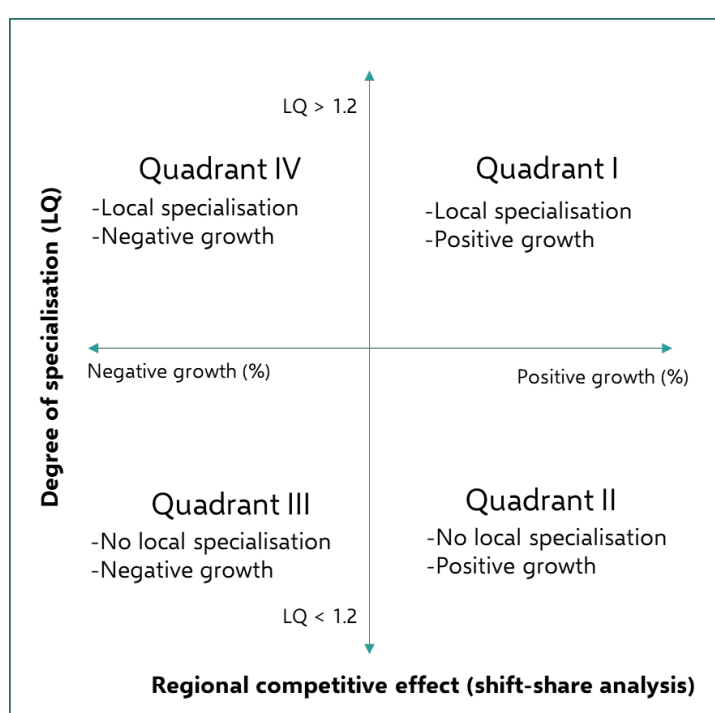 LQ > 1.2
Quadrant IV
-Local specialisation
-Negative growth
Quadrant I
-Local specialisation
-Positive growth
Degree of specialisation (LQ)
Negative growth (%)
Positive growth (%)
Quadrant III
-No local specialisation
-Negative growth
Quadrant II
-No local specialisation
-Positive growth
LQ < 1.2
Regional competitive effect (shift-share analysis)